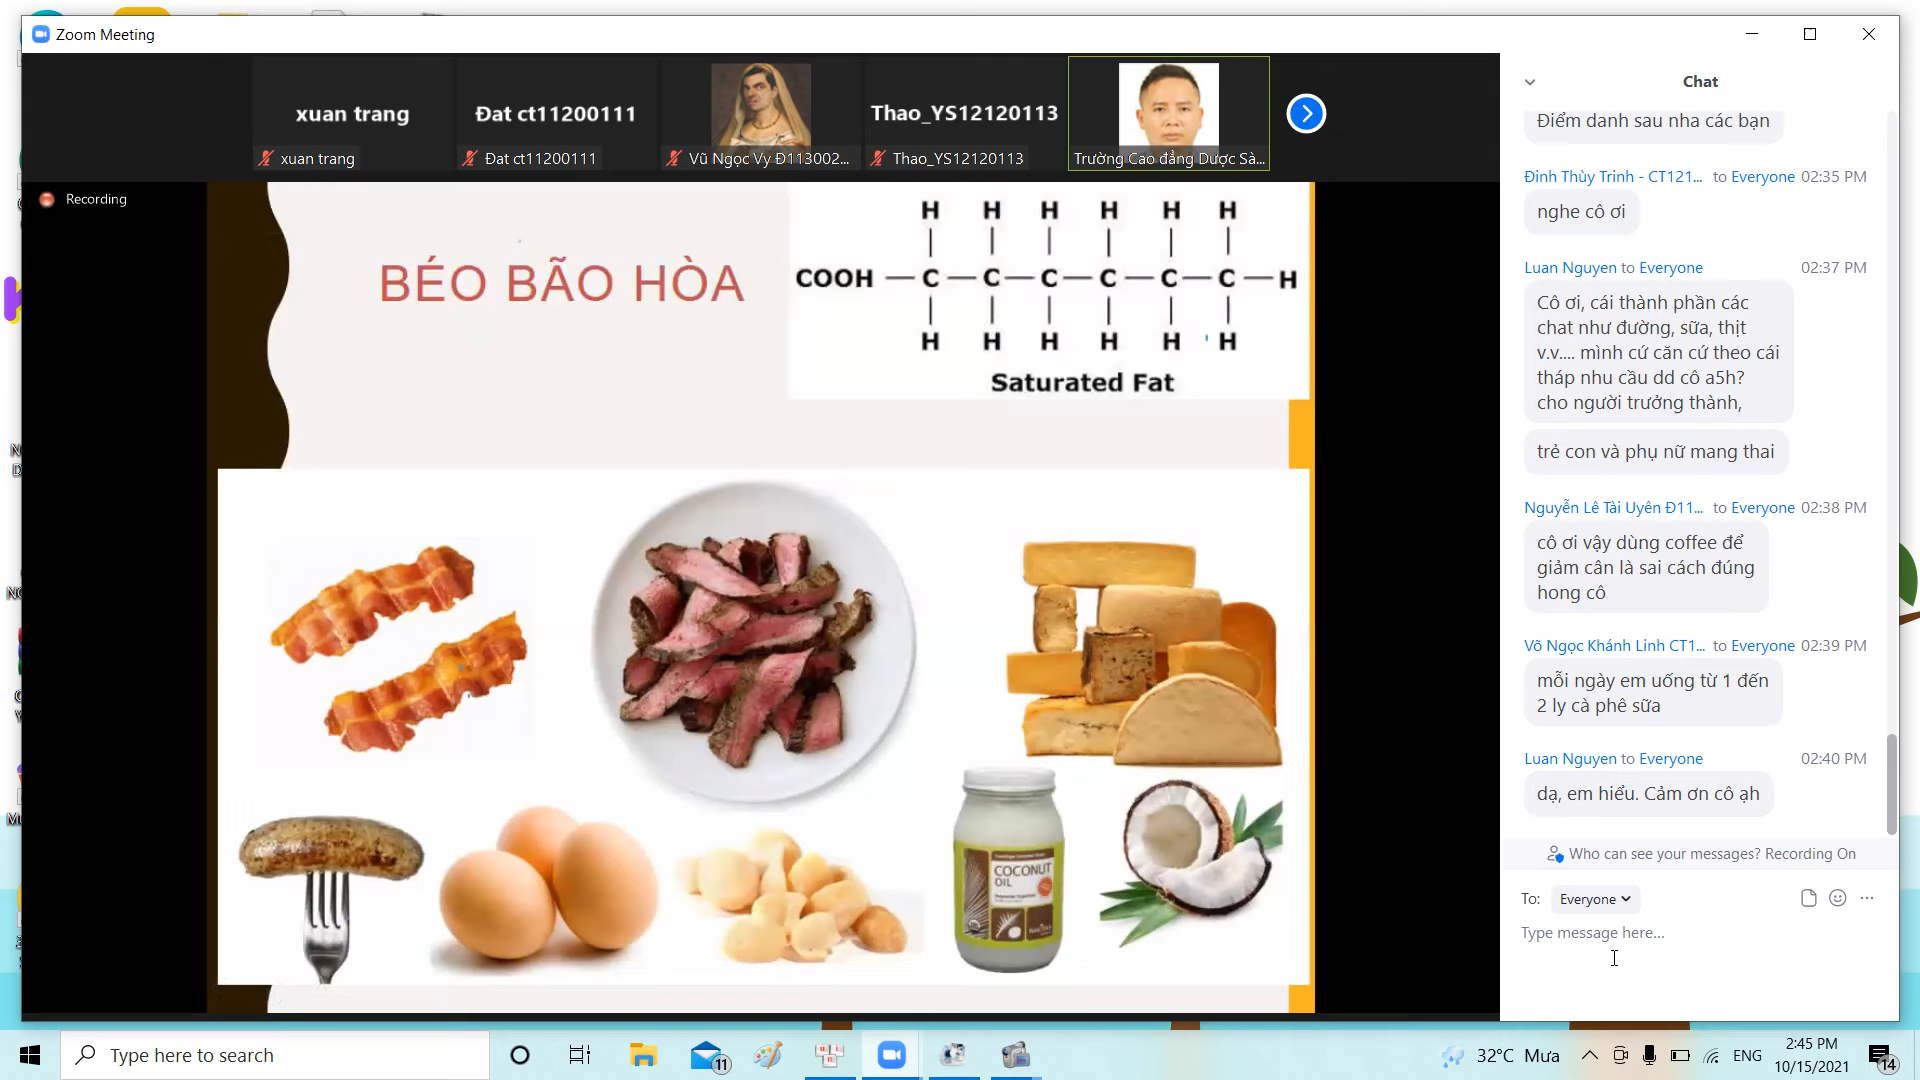 Zoom Meeting
xuan trang
Đat ct11200111
Thao_YS12120113
xuan trang
Đat ct11200111
Vũ Ngọc Vy Đ113002...
Thao_YS12120113
Trường Cao đẳng Dược Sà...
Recording
BÉO BÃO HÒA
H H H H H H
COOH C C C C C C H
H H H H H H
Saturated Fat
COCONUT
OIL
Chat
Điểm danh sau nha các bạn
Đinh Thùy Trinh - CT121... to Everyone 02:35 PM
nghe cô ơi
Luan Nguyen to Everyone 02:37 PM
Cô ơi, cái thành phần các
chat như đường, sữa, thịt
v.v.... mình cứ căn cứ theo cái
tháp nhu cầu dd cô a5h?
cho người trưởng thành,
trẻ con và phụ nữ mang thai
Nguyễn Lê Tài Uyên Đ11... to Everyone 02:38 PM
cô ơi vậy dùng coffee để
giảm cân là sai cách đúng
hong cô
Võ Ngọc Khánh Linh CT1... to Everyone 02:39 PM
mỗi ngày em uống từ 1 đến
2 ly cà phê sữa
Luan Nguyen to Everyone 02:40 PM
dạ, em hiểu. Cảm ơn cô ạh
Who can see your messages? Recording On
To: Everyone
Type message here...
Type here to search
11
32°C Mưa
ENG
2:45 PM
10/15/2021
14